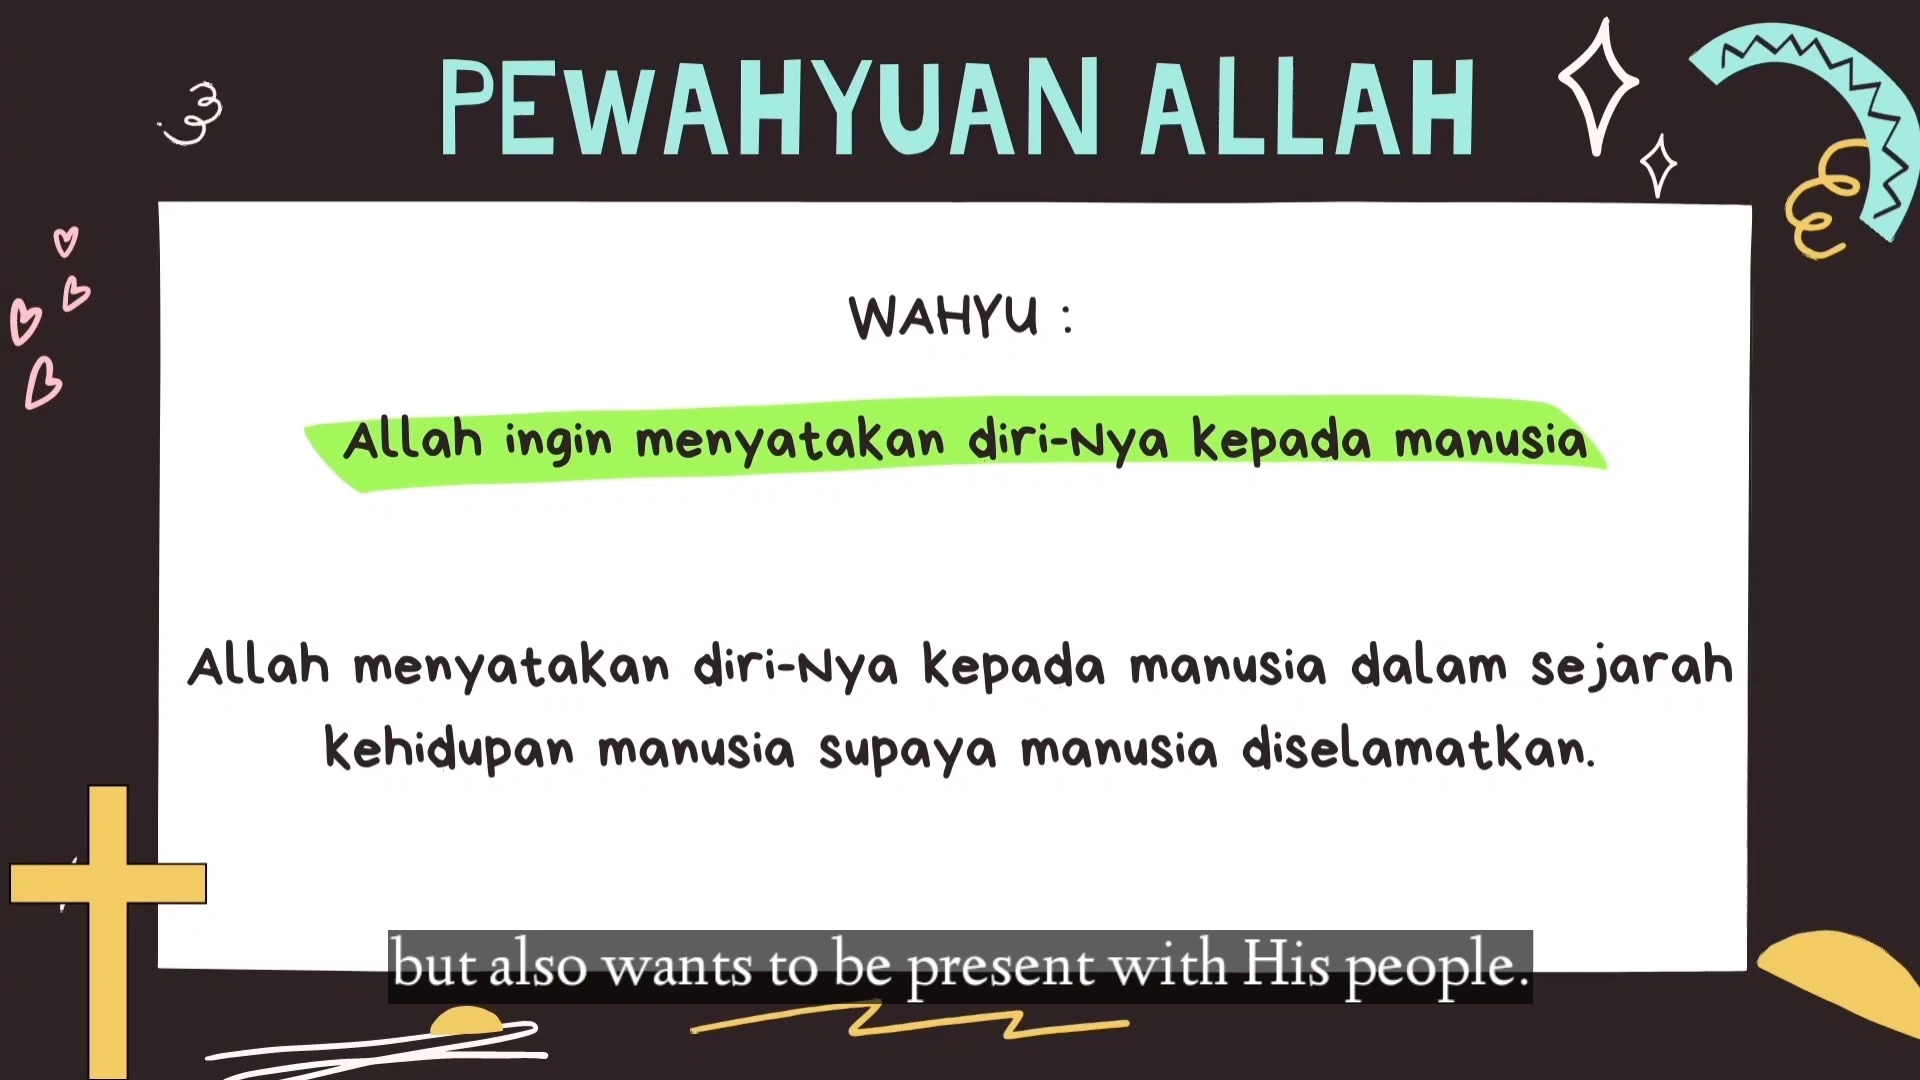 PEWAHYUAN ALLAH
WAHYU :
Allah ingin menyatakan diri-Nya kepada manusia
Allah menyatakan diri-Nya kepada manusia dalam sejarah
kehidupan manusia supaya manusia diselamatkan.
but also wants to be present with His people.